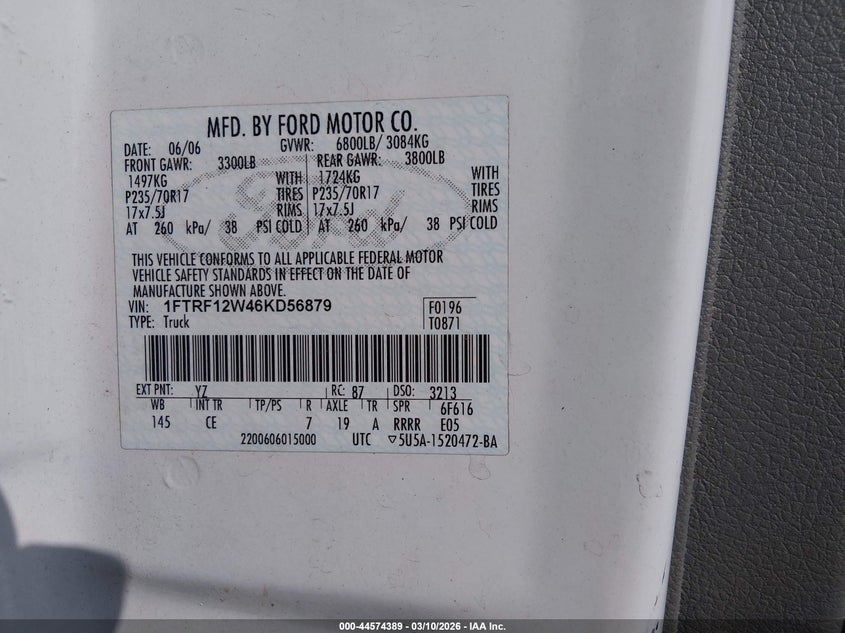 MFD. BY FORD MOTOR CO.
DATE: 06/06 GVWR: 6800LB/ 3084KG
FRONT GAWR: 3300LB REAR GAWR: 3800LB
1497KG WITH 1724KG WITH
P235/70R17 TIRES P235/70R17 TIRES
17x7.5J RIMS 17x7.5J RIMS
AT 260 kPa/ 38 PSI COLD AT 260 kPa/ 38 PSI COLD
Ford
THIS VEHICLE CONFORMS TO ALL APPLICABLE FEDERAL MOTOR
VEHICLE SAFETY STANDARDS IN EFFECT ON THE DATE OF
MANUFACTURE SHOWN ABOVE.
VIN: 1FTRF12W46KD56879 F0196
TYPE: Truck T0871
EXT PNT: YZ RC: 87 DSO: 3213
WB INT TR TP/PS R AXLE TR SPR 6F616
145 CE 7 19 A RRRR E05
2200606015000 UTC ▽5U5A-1520472-BA
000-44574389 - 03/10/2026 - IAA Inc.